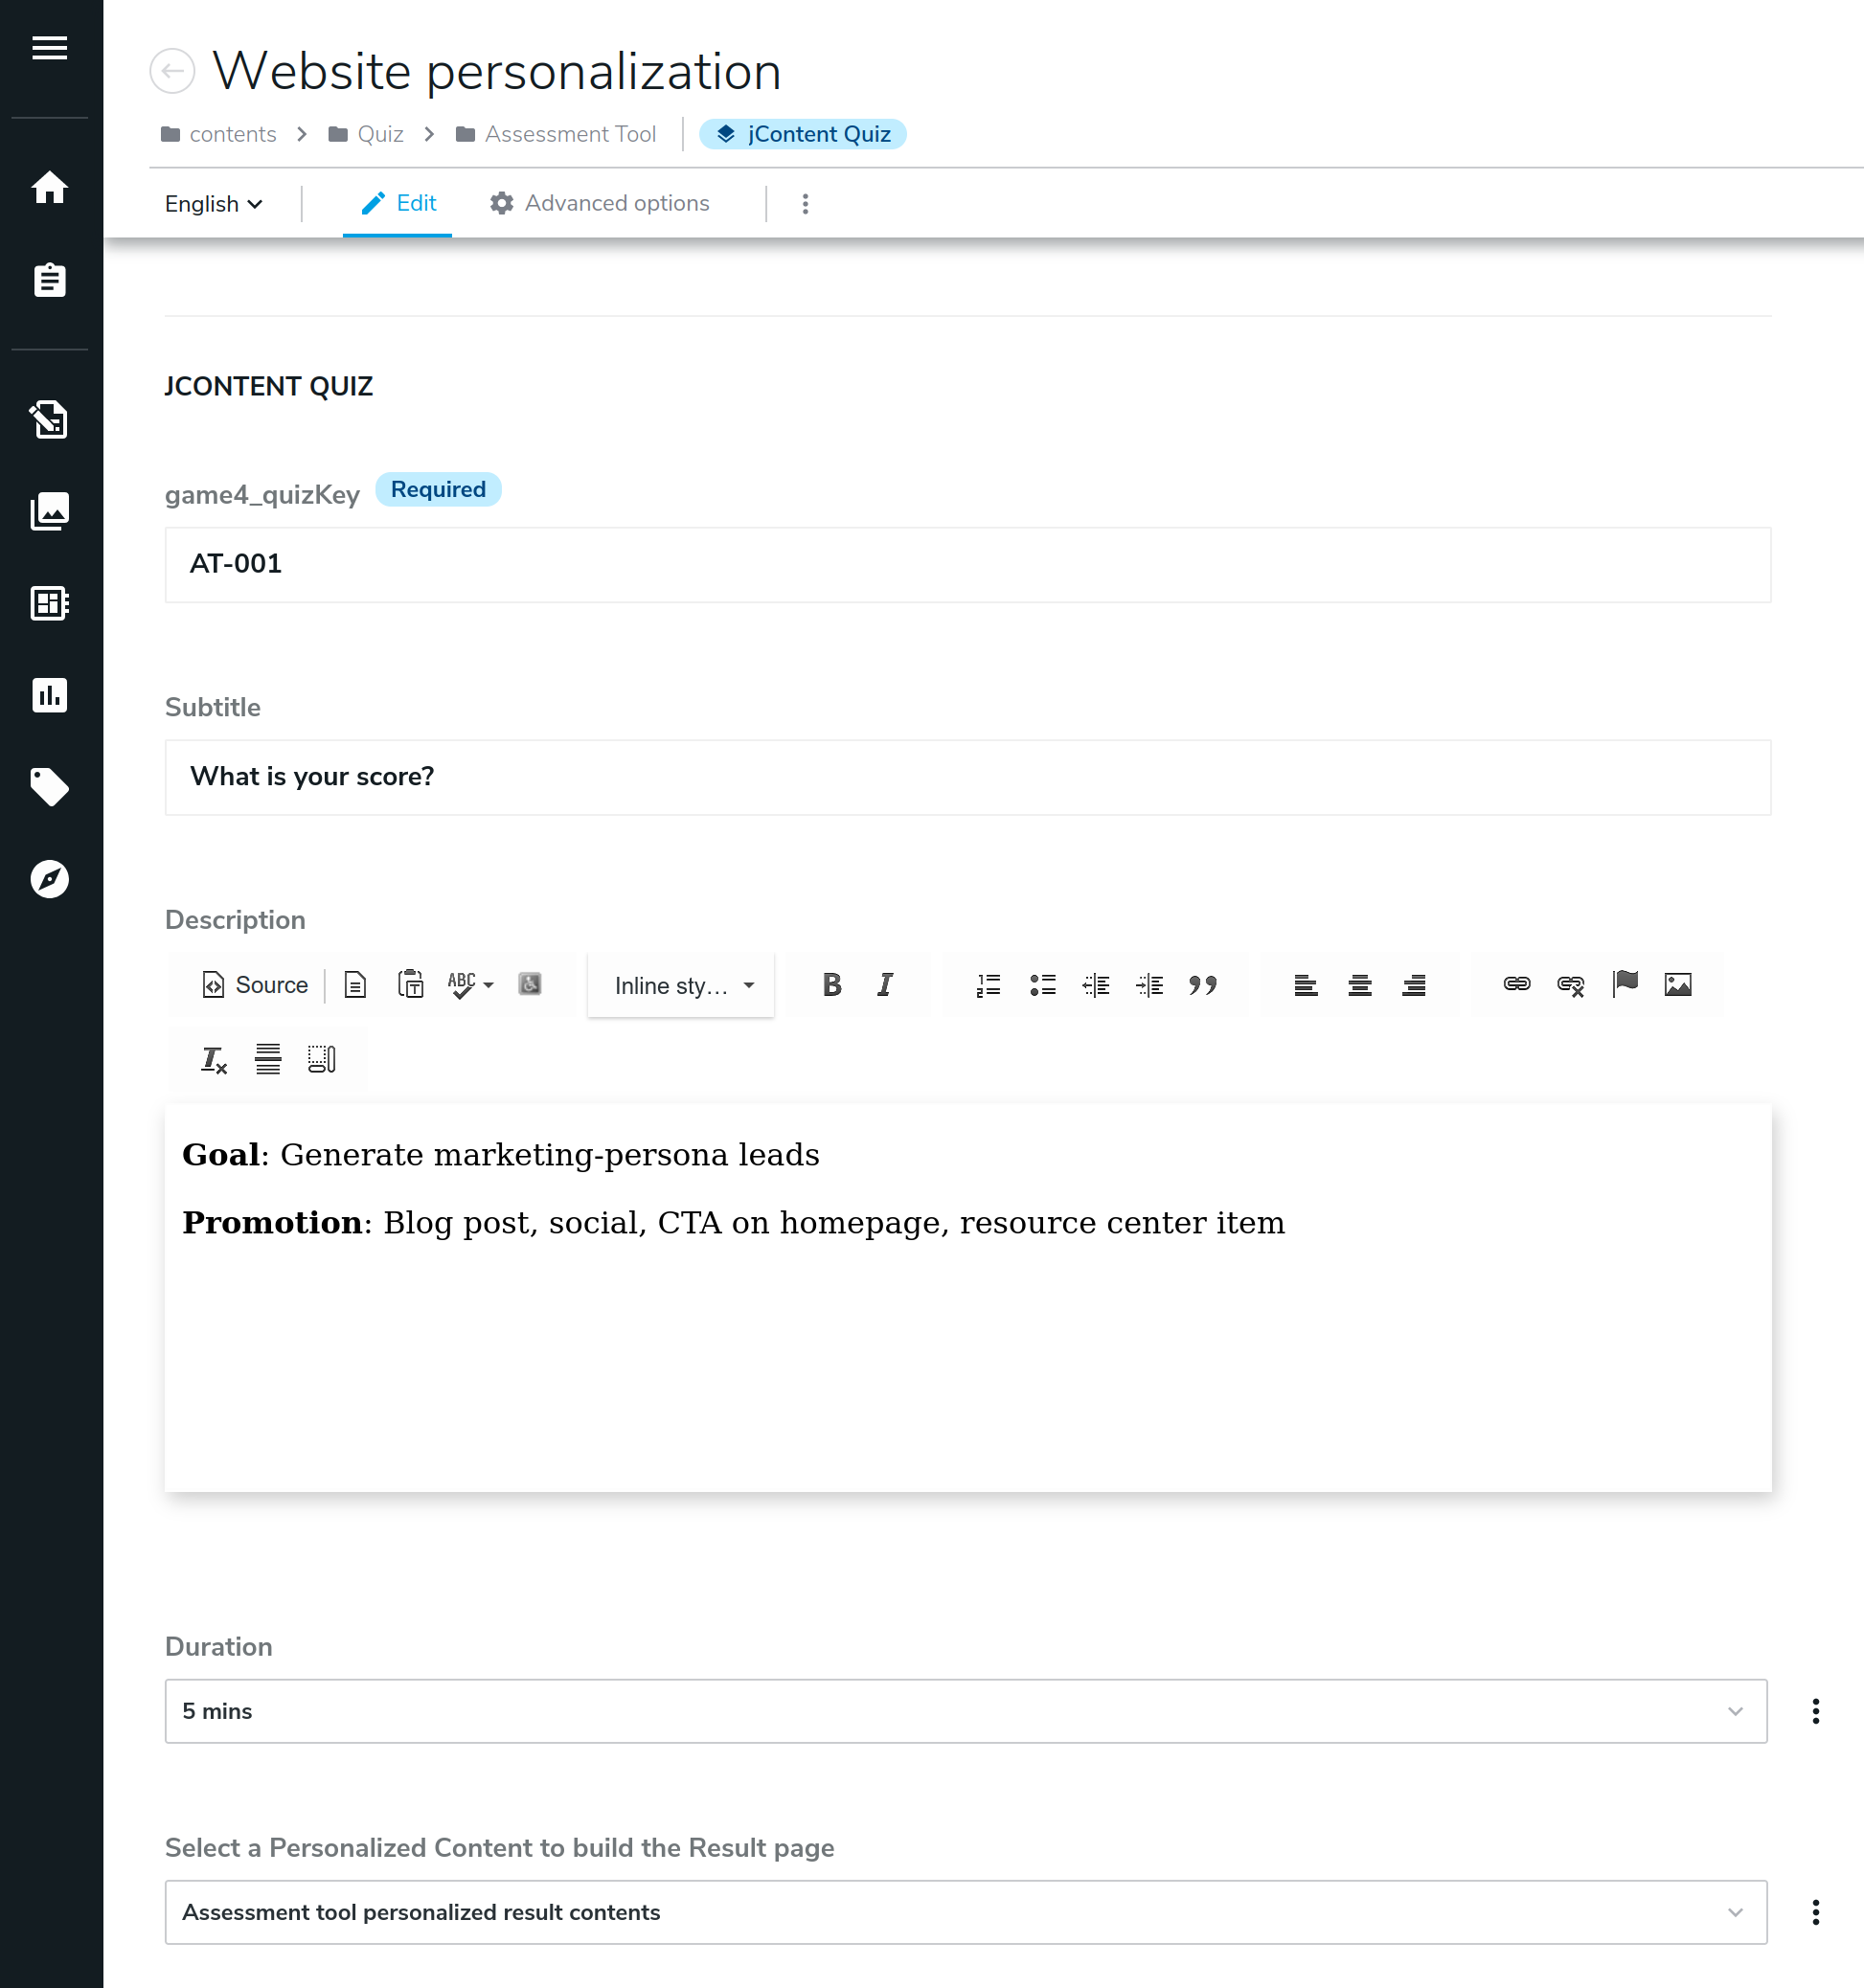 Website personalization
contents > Quiz > Assessment Tool | jContent Quiz
English Edit Advanced options
JCONTENT QUIZ
game4_quizKey Required
AT-001
Subtitle
What is your score?
Description
Source ABC Inline sty... B I
Goal: Generate marketing-persona leads
Promotion: Blog post, social, CTA on homepage, resource center item
Duration
5 mins
Select a Personalized Content to build the Result page
Assessment tool personalized result contents